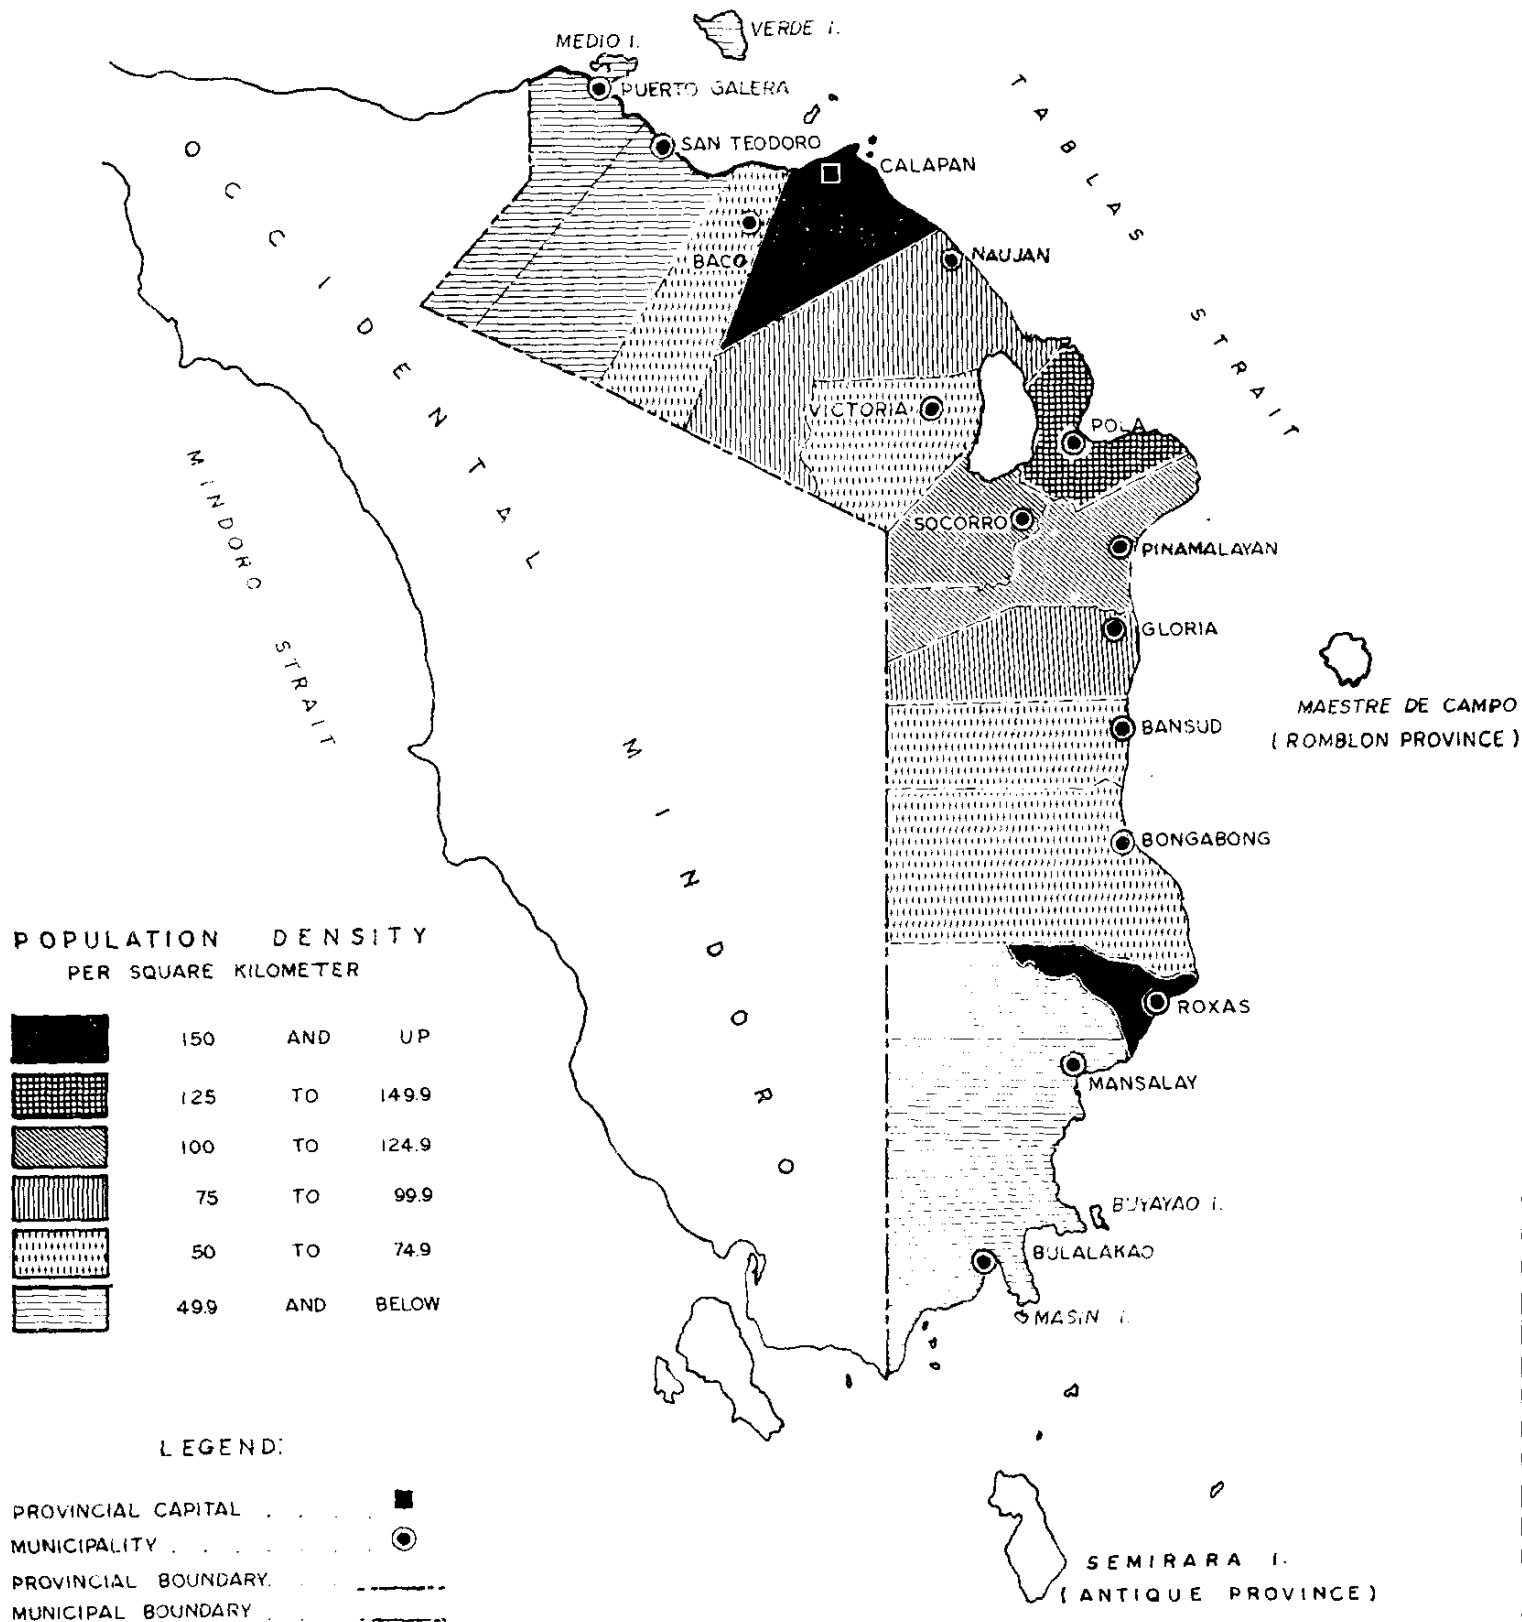 VERDE I.
MEDIO I.
PUERTO GALERA
SAN TEODORO
CALAPAN
BACO
NAUJAN
TABLAS STRAIT
VICTORIA
POLA
SOCORRO
PINAMALAYAN
GLORIA
BANSUD
BONGABONG
ROXAS
MANSALAY
BUYAYAO I.
BULALAKAO
MASIN I.
OCCIDENTAL MINDORO
MINDORO STRAIT
MAESTRE DE CAMPO
( ROMBLON PROVINCE )
SEMIRARA I.
( ANTIQUE PROVINCE )
POPULATION DENSITY
PER SQUARE KILOMETER
150 AND UP
125 TO 149.9
100 TO 124.9
75 TO 99.9
50 TO 74.9
49.9 AND BELOW
LEGEND:
PROVINCIAL CAPITAL . . . .
MUNICIPALITY . . . . . .
PROVINCIAL BOUNDARY. . .
MUNICIPAL BOUNDARY . . .